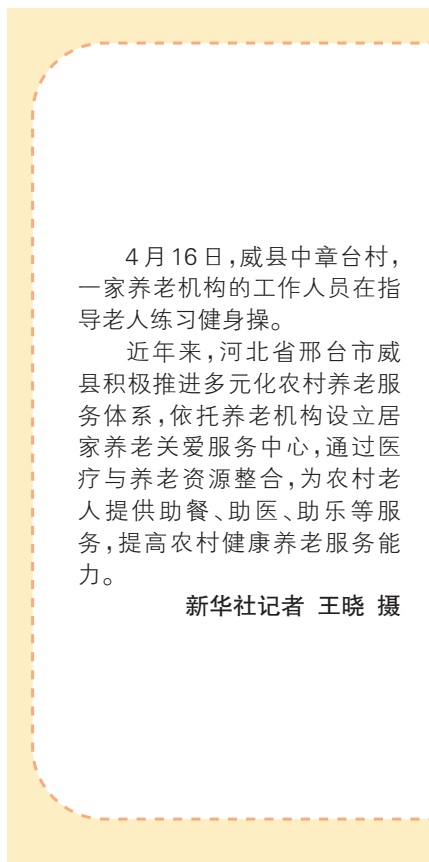 4月16日，威县中章台村，
一家养老机构的工作人员在指
导老人练习健身操。
近年来，河北省邢台市威
县积极推进多元化农村养老服
务体系，依托养老机构设立居
家养老关爱服务中心，通过医
疗与养老资源整合，为农村老
人提供助餐、助医、助乐等服
务，提高农村健康养老服务能
力。
新华社记者 王晓 摄